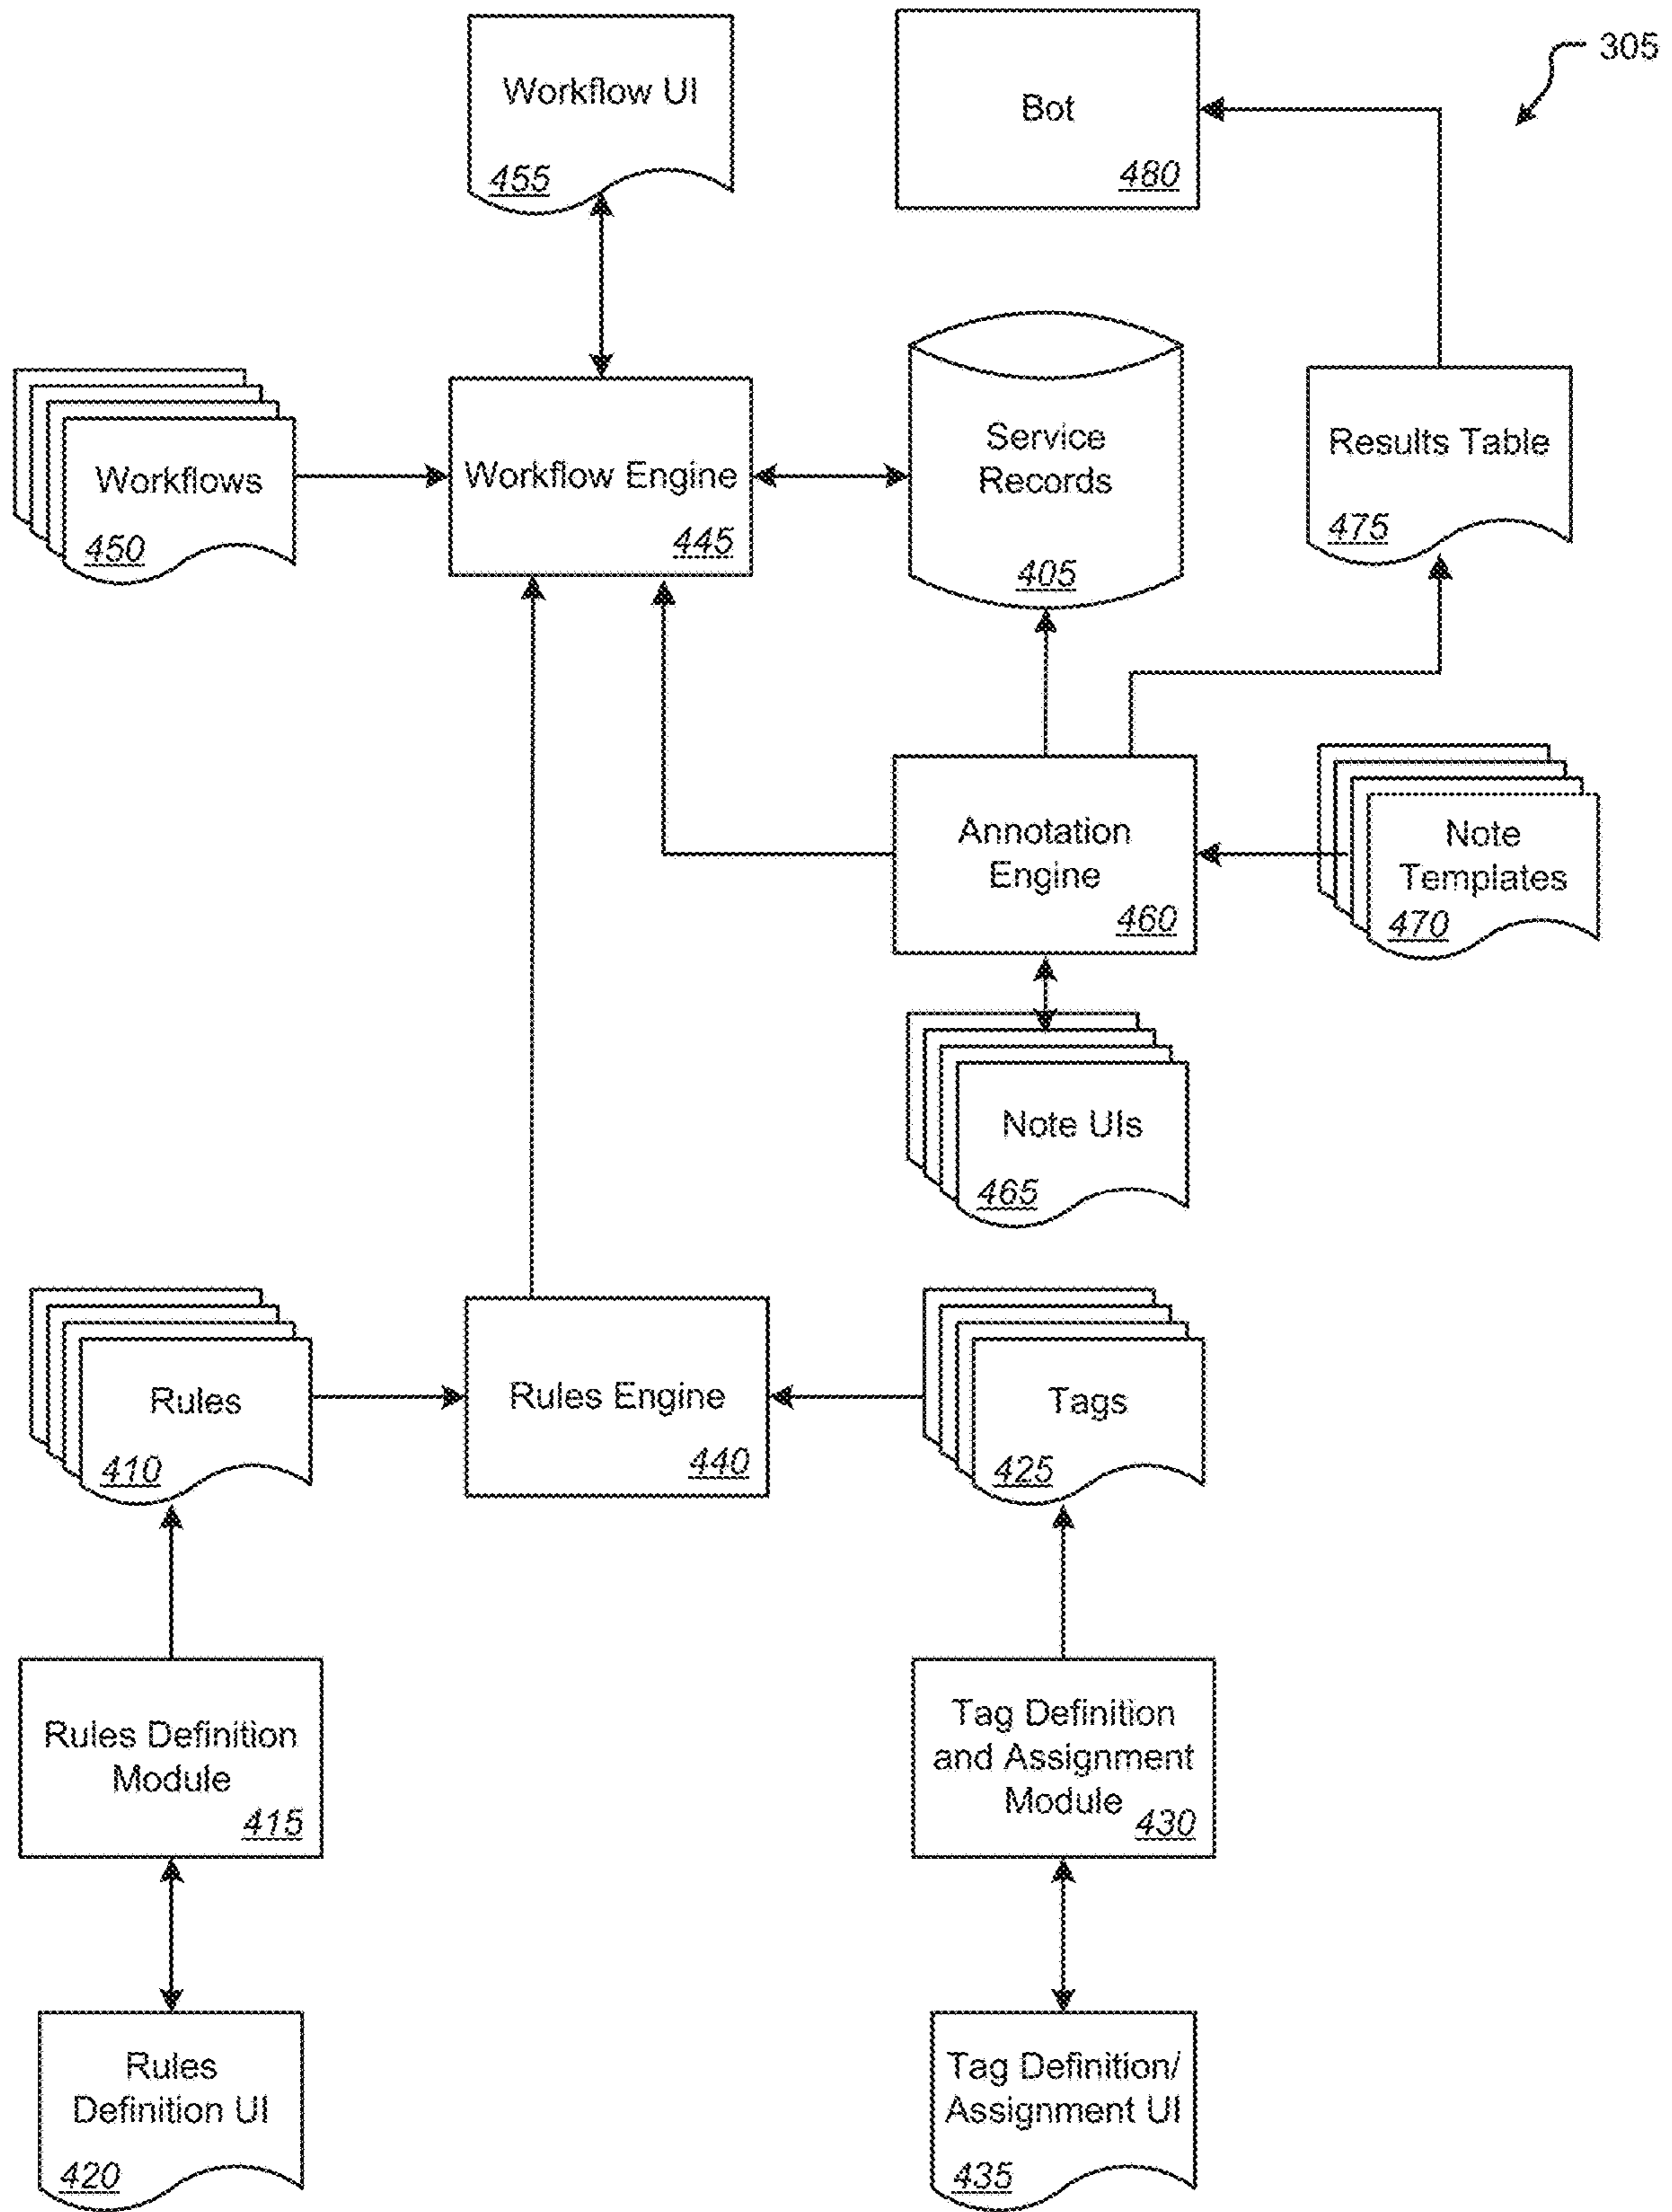 305
Workflow UI
455
Bot
480
Workflows
450
Workflow Engine
445
Service
Records
405
Results Table
475
Annotation
Engine
460
Note
Templates
470
Note UIs
465
Rules
410
Rules Engine
440
Tags
425
Rules Definition
Module
415
Tag Definition
and Assignment
Module
430
Rules
Definition UI
420
Tag Definition/
Assignment UI
435